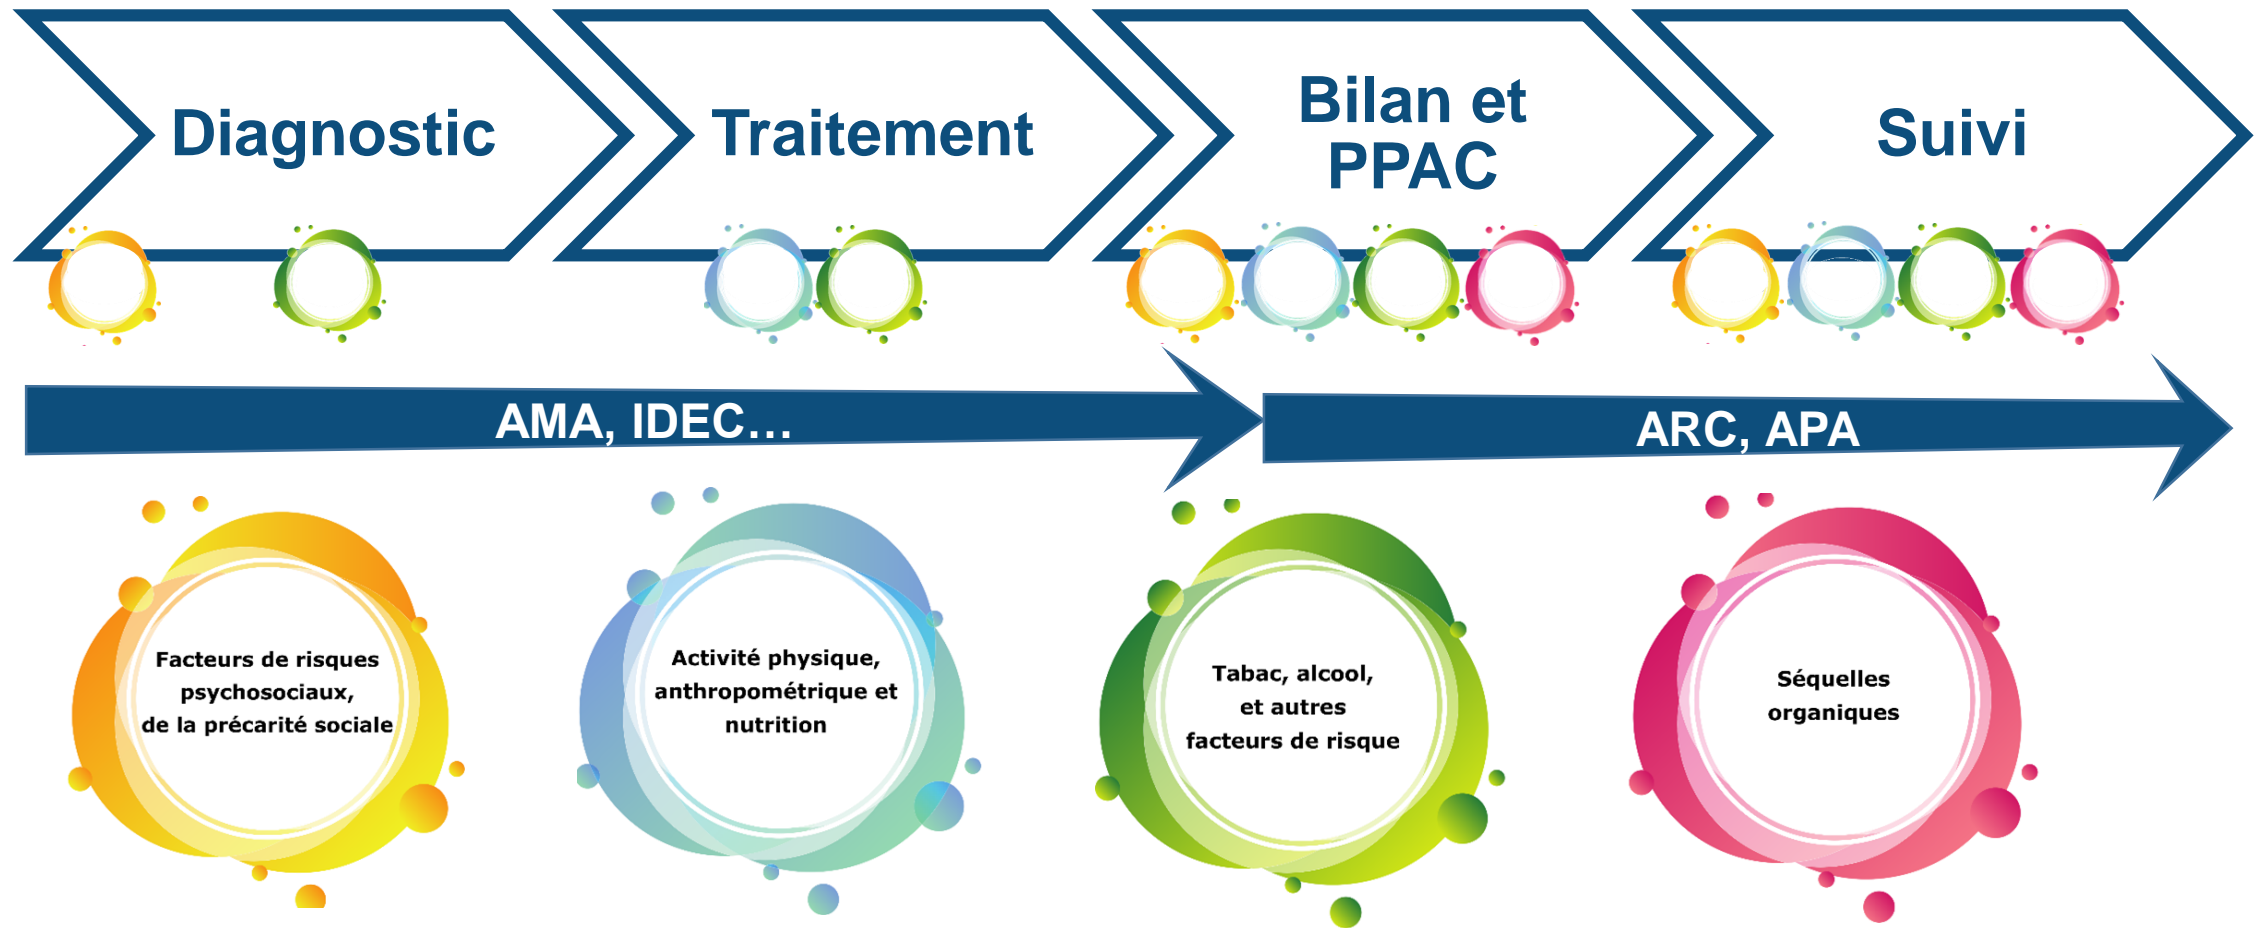 Diagnostic
Traitement
Bilan et
PPAC
Suivi
AMA, IDEC...
ARC, APA
Facteurs de risques
psychosociaux,
de la précarité sociale
Activité physique,
anthropométrique et
nutrition
Tabac, alcool,
et autres
facteurs de risque
Séquelles
organiques